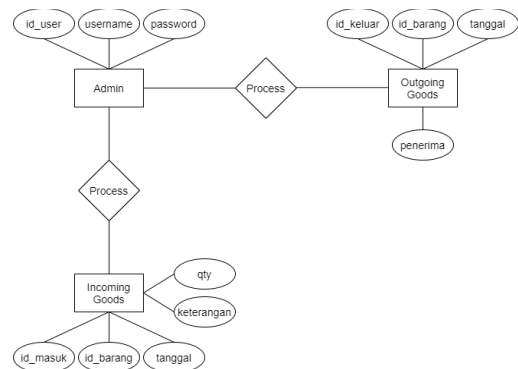 id_user
username
password
id_keluar
id_barang
tanggal
Admin
Process
Outgoing
Goods
penerima
Process
Incoming
Goods
qty
keterangan
id_masuk
id_barang
tanggal